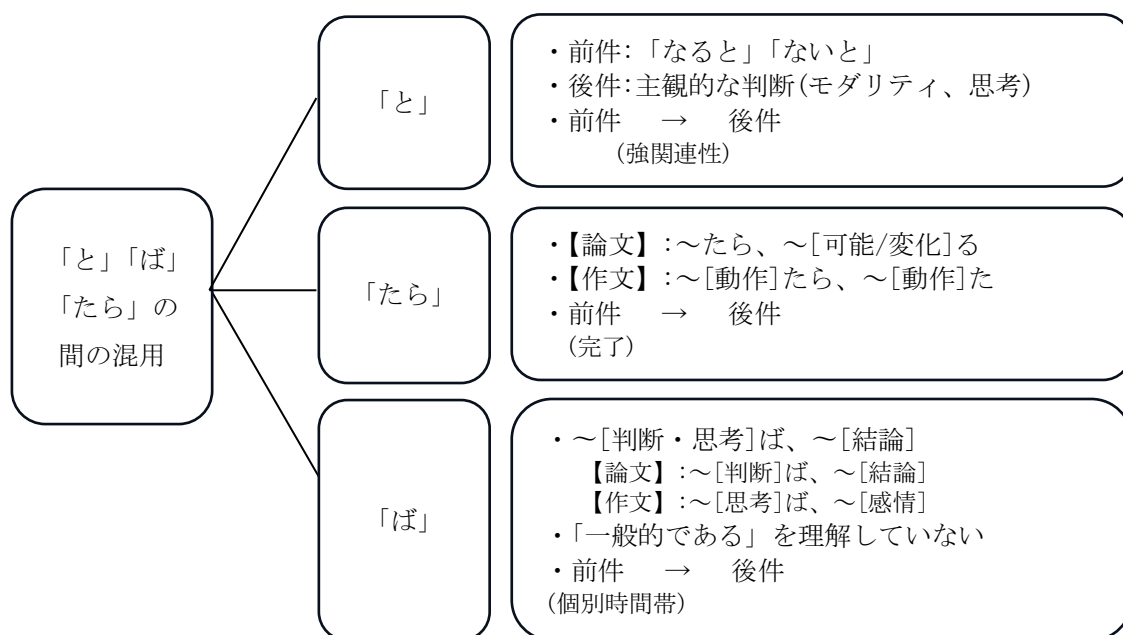 「と」「ば」
「たら」の
間の混用
「と」
・前件：「なると」「ないと」
・後件：主観的な判断(モダリティ、思考)
・前件　→　後件
(強関連性)
「たら」
・【論文】：～たら、～[可能/変化]る
・【作文】：～[動作]たら、～[動作]た
・前件　→　後件
(完了)
「ば」
・～[判断・思考]ば、～[結論]
【論文】：～[判断]ば、～[結論]
【作文】：～[思考]ば、～[感情]
・「一般的である」を理解していない
・前件　→　後件
(個別時間帯)